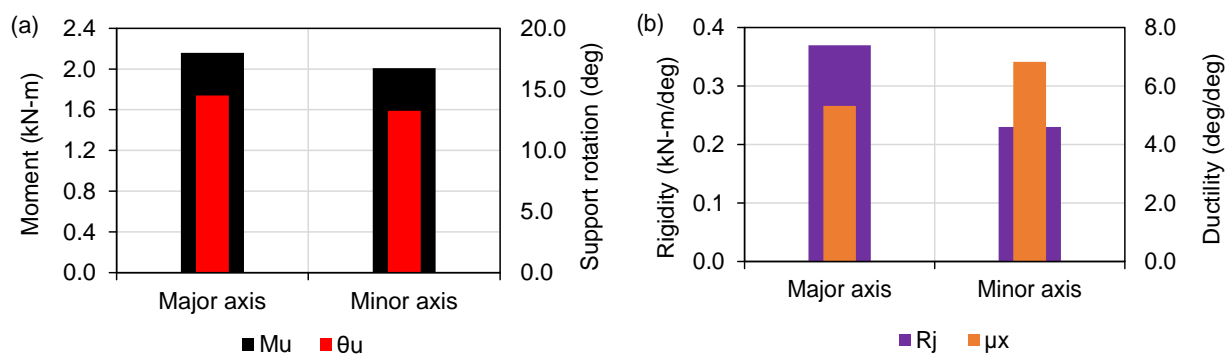 (a)
Moment (kN-m)
2.4
2.0
1.6
1.2
0.8
0.4
0.0
20.0
15.0
10.0
5.0
0.0
Support rotation (deg)
Major axis Minor axis
Mu θu
(b)
Rigidity (kN-m/deg)
0.4
0.3
0.2
0.1
0.0
8.0
6.0
4.0
2.0
0.0
Ductility (deg/deg)
Major axis Minor axis
Rj μx